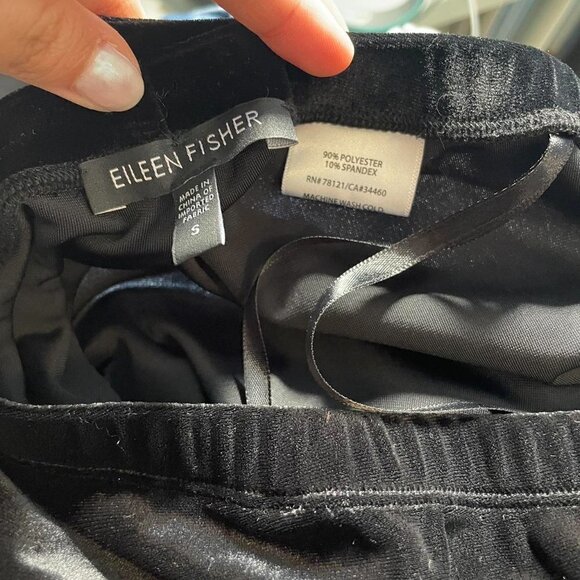 EILEEN FISHER
MADE IN
CHINA OF
IMPORTED
FABRIC
S
90% POLYESTER
10% SPANDEX
RN# 78121/CA#34460
MACHINE WASH COLD